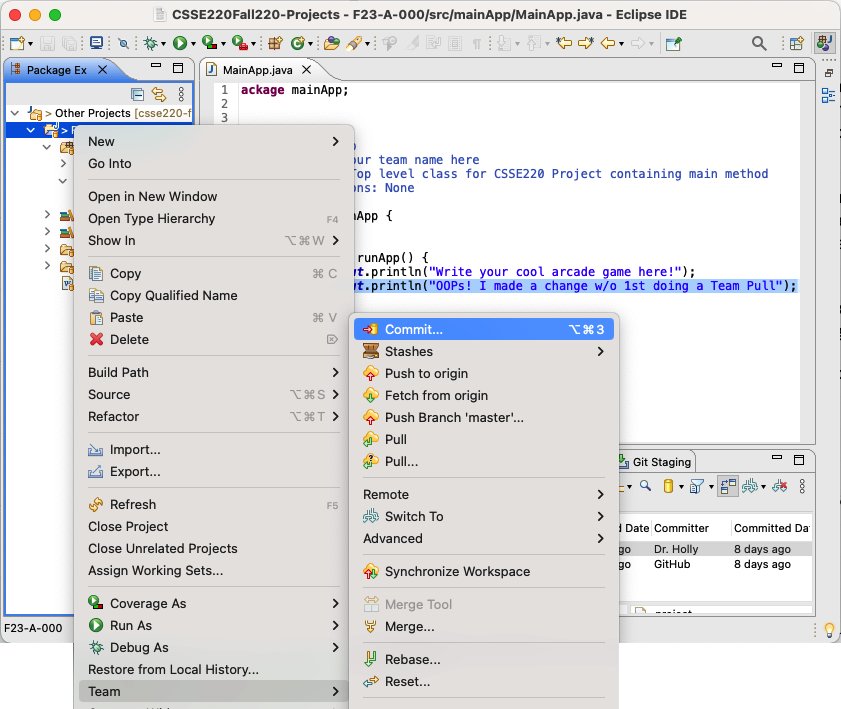 CSSE220Fall220-Projects - F23-A-000/src/mainApp/MainApp.java - Eclipse IDE
Package Ex
MainApp.java
> Other Projects [csse220-f
>
1 ackage mainApp;
2
3
our team name here
Top level class for CSSE220 Project containing main method
ons: None
nApp {
runApp() {
ut.println("Write your cool arcade game here!");
ut.println("OOPs! I made a change w/o 1st doing a Team Pull");
New
Go Into
Open in New Window
Open Type Hierarchy F4
Show In ⌥⌘W
Copy ⌘C
Copy Qualified Name
Paste ⌘V
Delete ⌦
Build Path
Source ⌥⌘S
Refactor ⌥⌘T
Import...
Export...
Refresh F5
Close Project
Close Unrelated Projects
Assign Working Sets...
Coverage As
Run As
Debug As
Restore from Local History...
Team
Commit... ⌥⌘3
Stashes
Push to origin
Fetch from origin
Push Branch 'master'...
Pull
Pull...
Remote
Switch To
Advanced
Synchronize Workspace
Merge Tool
Merge...
Rebase...
Reset...
Git Staging
d Date Committer Committed Da
go Dr. Holly 8 days ago
go GitHub 8 days ago
.project
F23-A-000